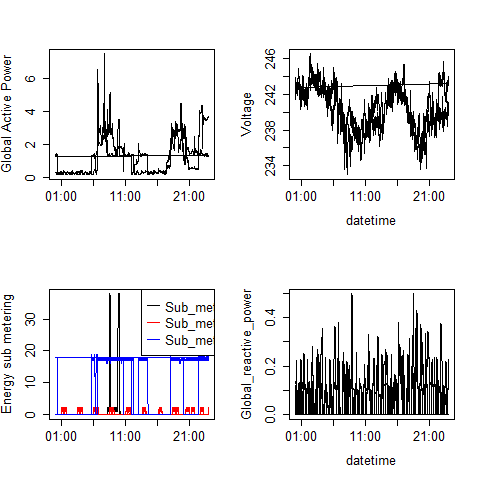 Global Active Power
0 2 4 6
01:00 11:00 21:00
Voltage
234 238 242 246
01:00 11:00 21:00
datetime
Energy sub metering
0 10 20 30
Sub_met
Sub_met
Sub_met
01:00 11:00 21:00
Global_reactive_power
0.0 0.2 0.4
01:00 11:00 21:00
datetime